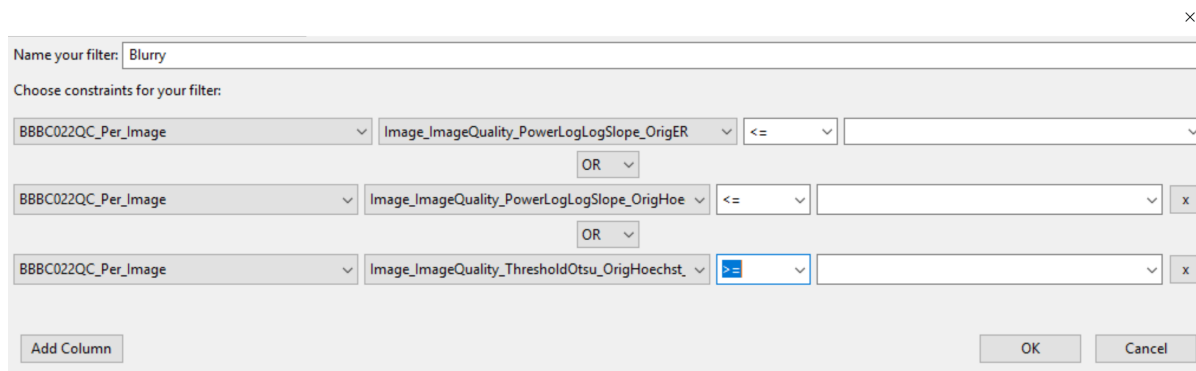 Name your filter: Blurry
Choose constraints for your filter:
BBBC022QC_Per_Image Image_ImageQuality_PowerLogLogSlope_OrigER <=
OR
BBBC022QC_Per_Image Image_ImageQuality_PowerLogLogSlope_OrigHoe <= x
OR
BBBC022QC_Per_Image Image_ImageQuality_ThresholdOtsu_OrigHoechst_ >= x
Add Column OK Cancel